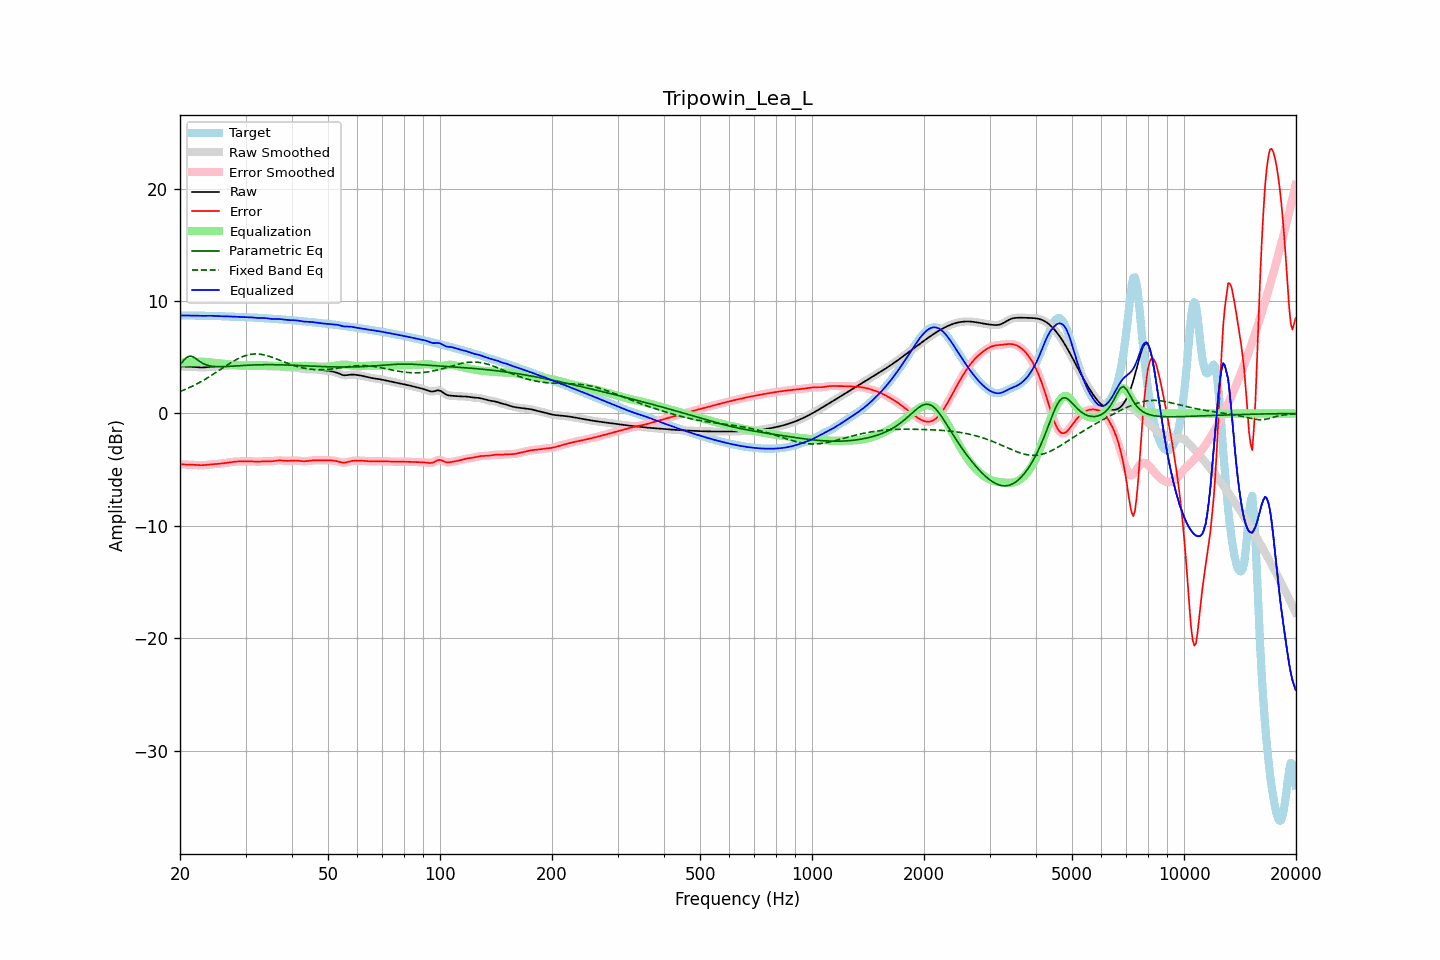 Tripowin_Lea_L
Target
Raw Smoothed
Error Smoothed
Raw
Error
Equalization
Parametric Eq
Fixed Band Eq
Equalized
20
10
0
−10
−20
−30
Amplitude (dBr)
20 50 100 200 500 1000 2000 5000 10000 20000
Frequency (Hz)